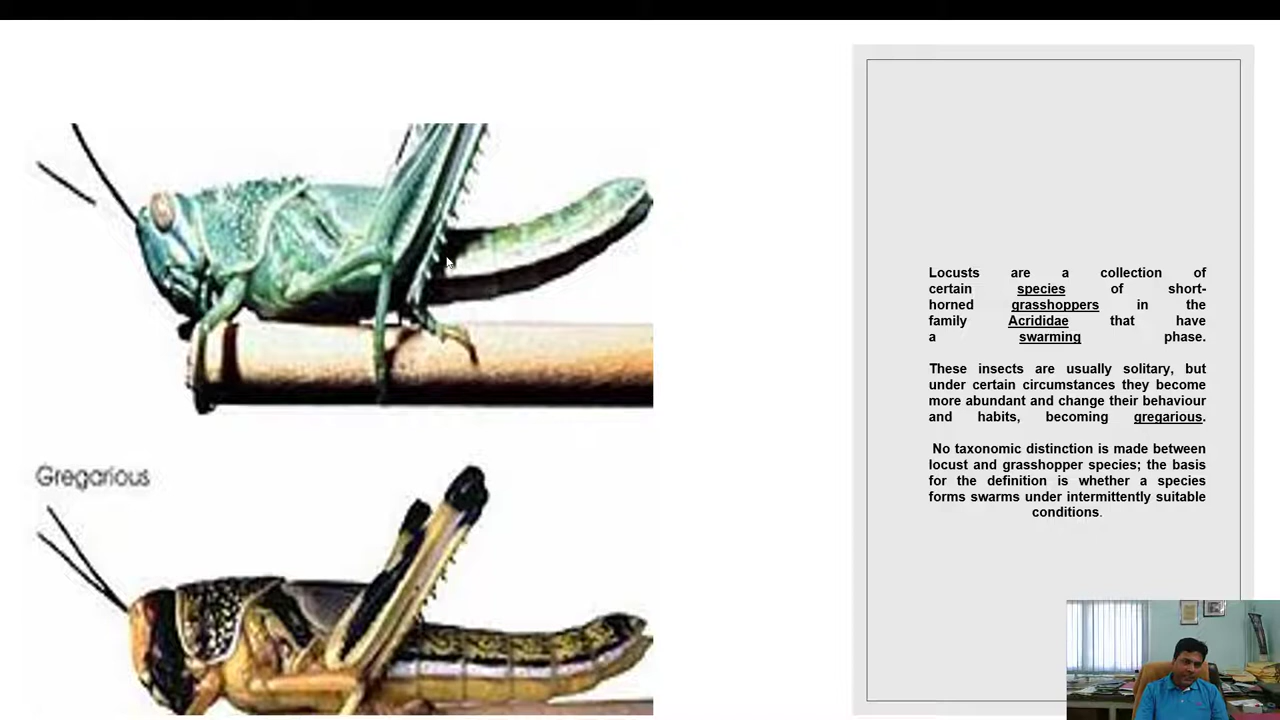 Locusts are a collection of
certain species of short-
horned grasshoppers in the
family Acrididae that have
a swarming phase.
These insects are usually solitary, but
under certain circumstances they become
more abundant and change their behaviour
and habits, becoming gregarious.
No taxonomic distinction is made between
locust and grasshopper species; the basis
for the definition is whether a species
forms swarms under intermittently suitable
conditions.
Gregarious